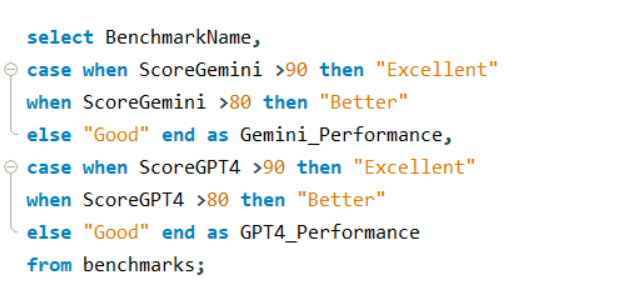 select BenchmarkName,
case when ScoreGemini >90 then "Excellent"
when ScoreGemini >80 then "Better"
else "Good" end as Gemini_Performance,
case when ScoreGPT4 >90 then "Excellent"
when ScoreGPT4 >80 then "Better"
else "Good" end as GPT4_Performance
from benchmarks;